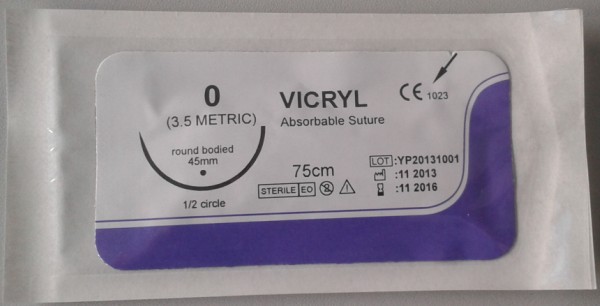 0
(3.5 METRIC)
round bodied
45mm
1/2 circle
VICRYL
Absorbable Suture
75cm
STERILE EO
CE 1023
LOT :YP20131001
:11 2013
:11 2016